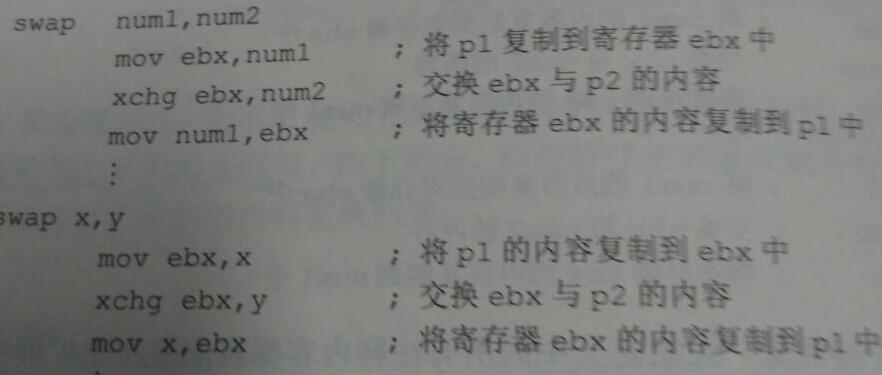 swap num1,num2
mov ebx,num1 ; 将 p1 复制到寄存器 ebx 中
xchg ebx,num2 ; 交换 ebx 与 p2 的内容
mov num1,ebx ; 将寄存器 ebx 的内容复制到 p1 中
⋮
swap x,y
mov ebx,x ; 将 p1 的内容复制到 ebx 中
xchg ebx,y ; 交换 ebx 与 p2 的内容
mov x,ebx ; 将寄存器 ebx 的内容复制到 p1 中